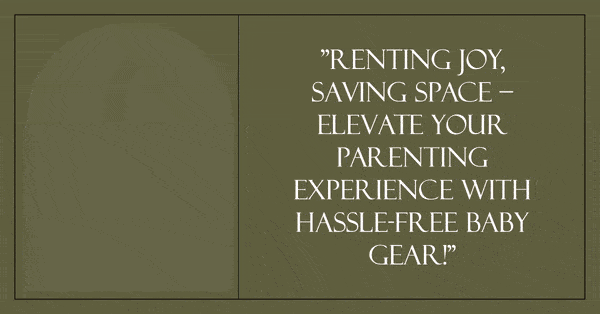 ”RENTING JOY,
SAVING SPACE –
ELEVATE YOUR
PARENTING
EXPERIENCE WITH
HASSLE-FREE BABY
GEAR!”